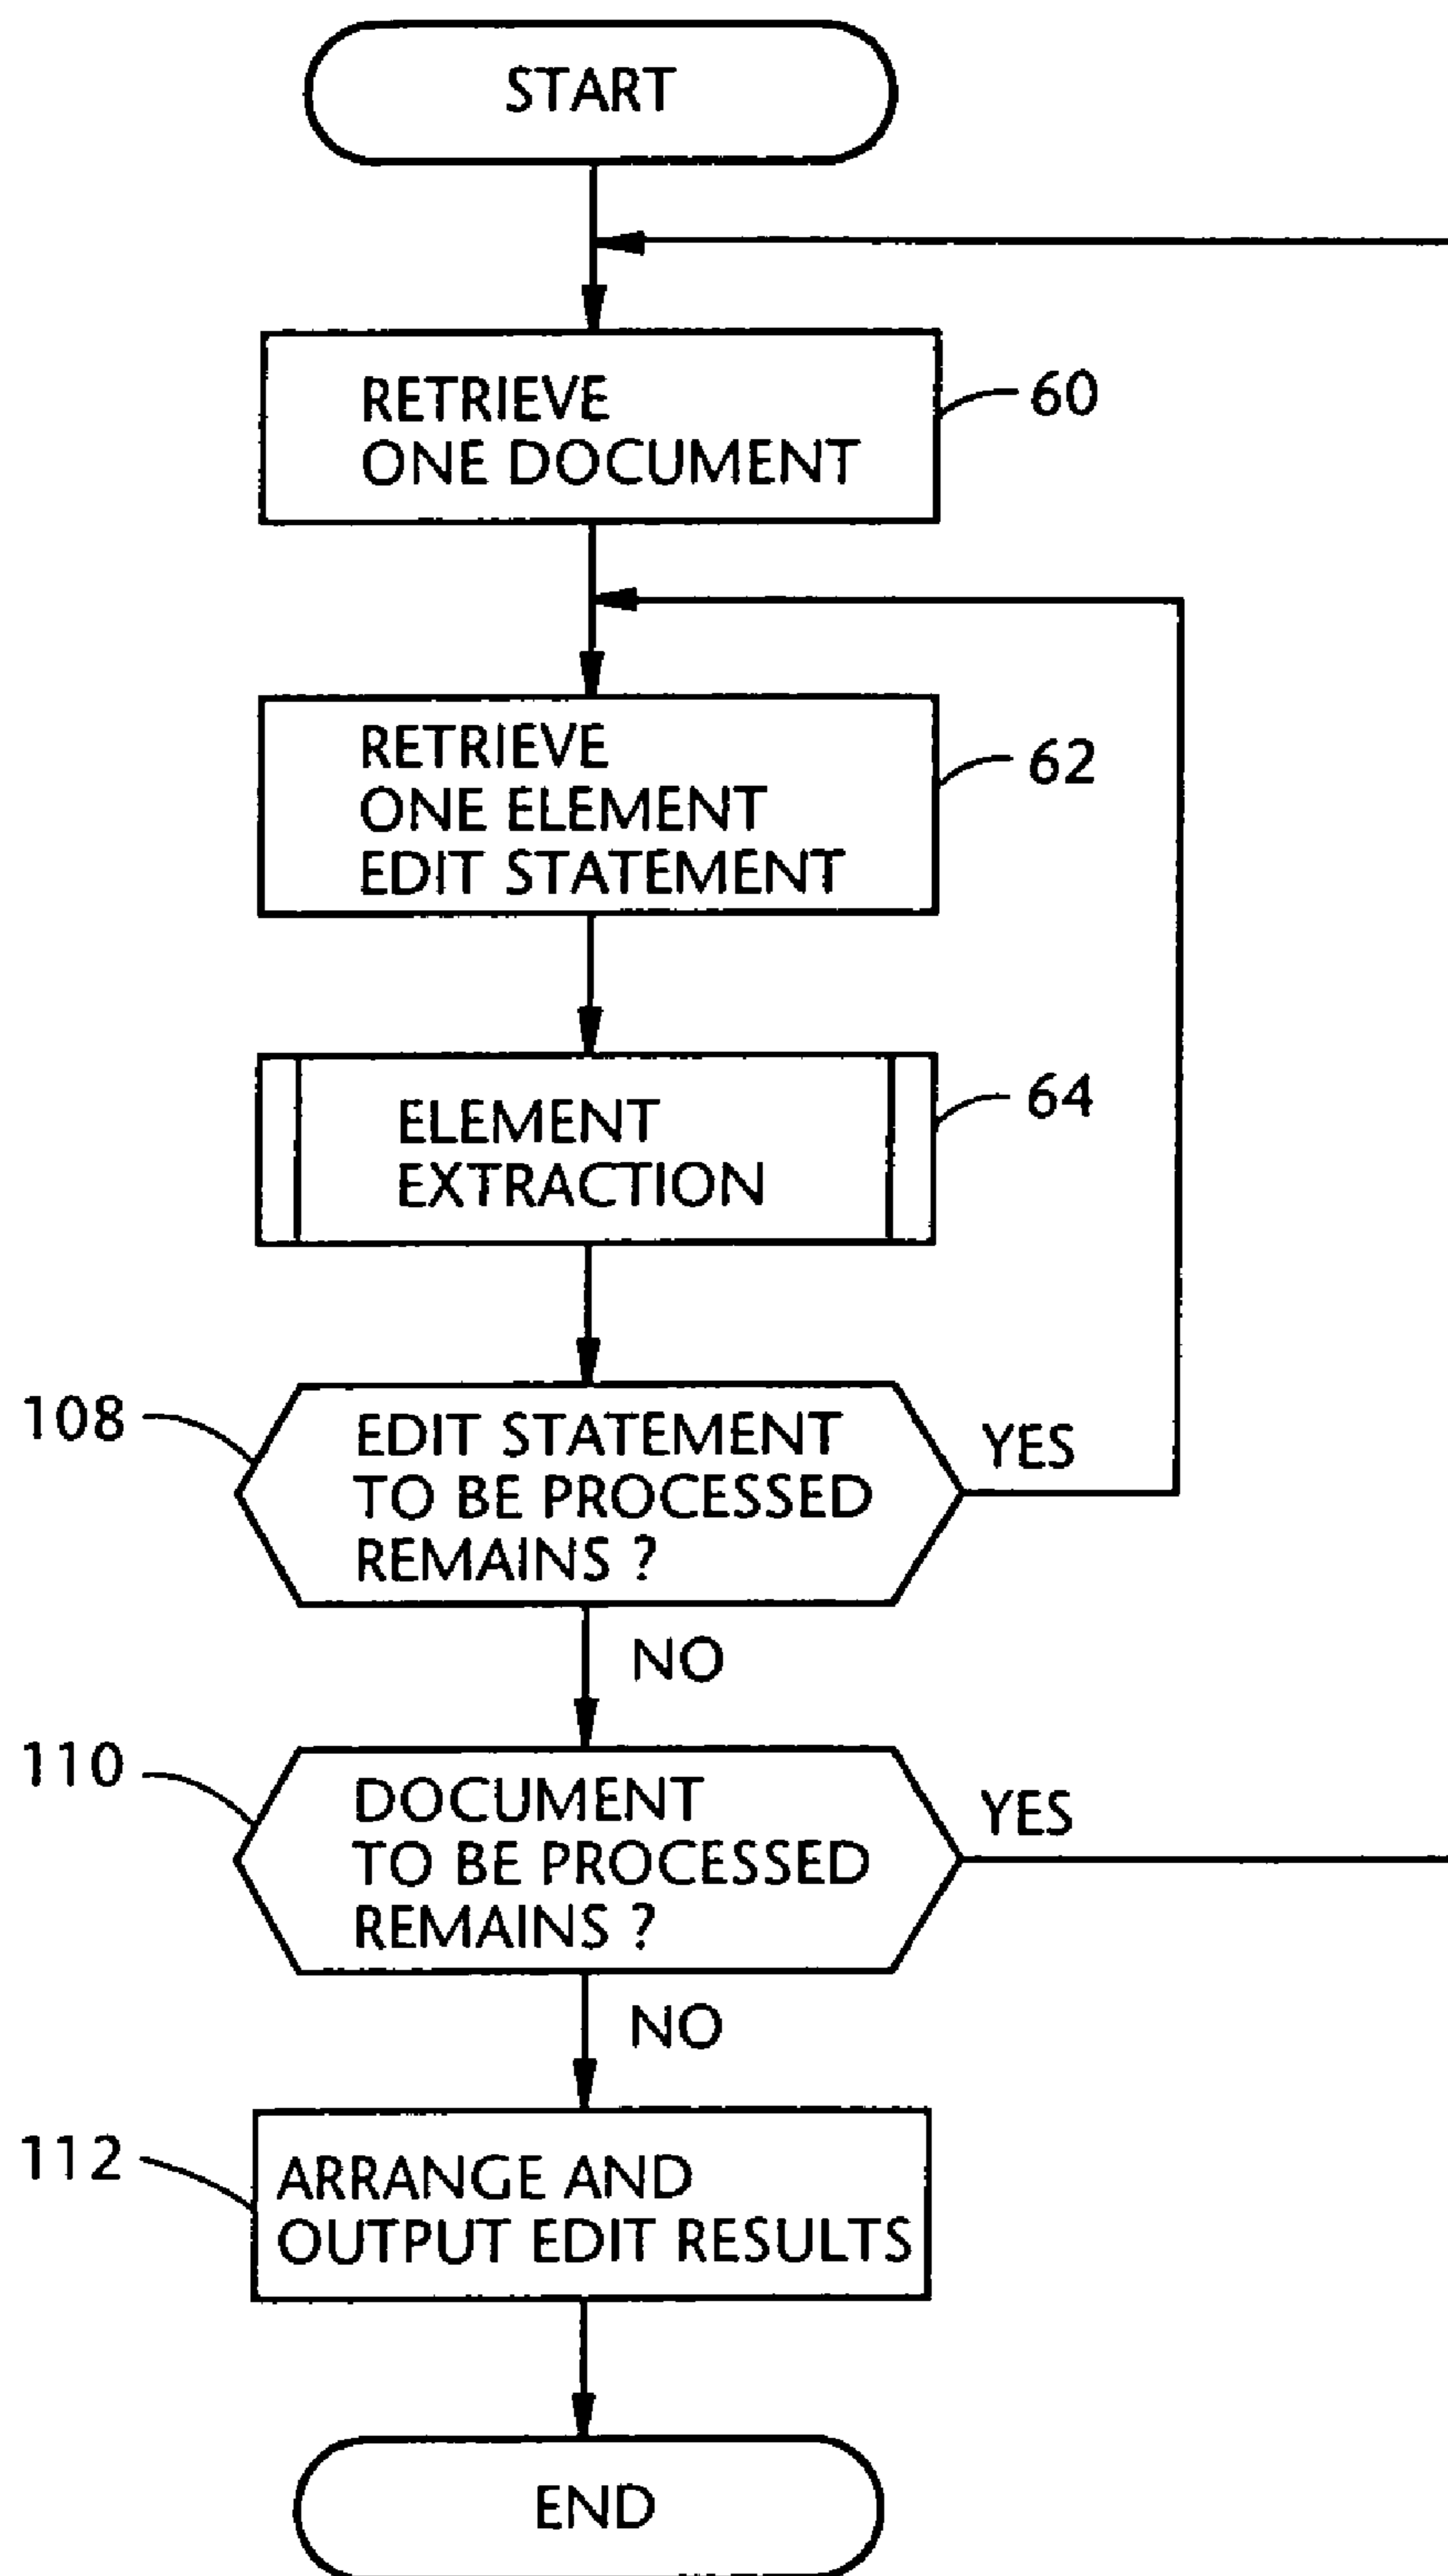 START
RETRIEVE
ONE DOCUMENT
60
RETRIEVE
ONE ELEMENT
EDIT STATEMENT
62
ELEMENT
EXTRACTION
64
108
EDIT STATEMENT
TO BE PROCESSED
REMAINS ?
YES
NO
110
DOCUMENT
TO BE PROCESSED
REMAINS ?
YES
NO
112
ARRANGE AND
OUTPUT EDIT RESULTS
END